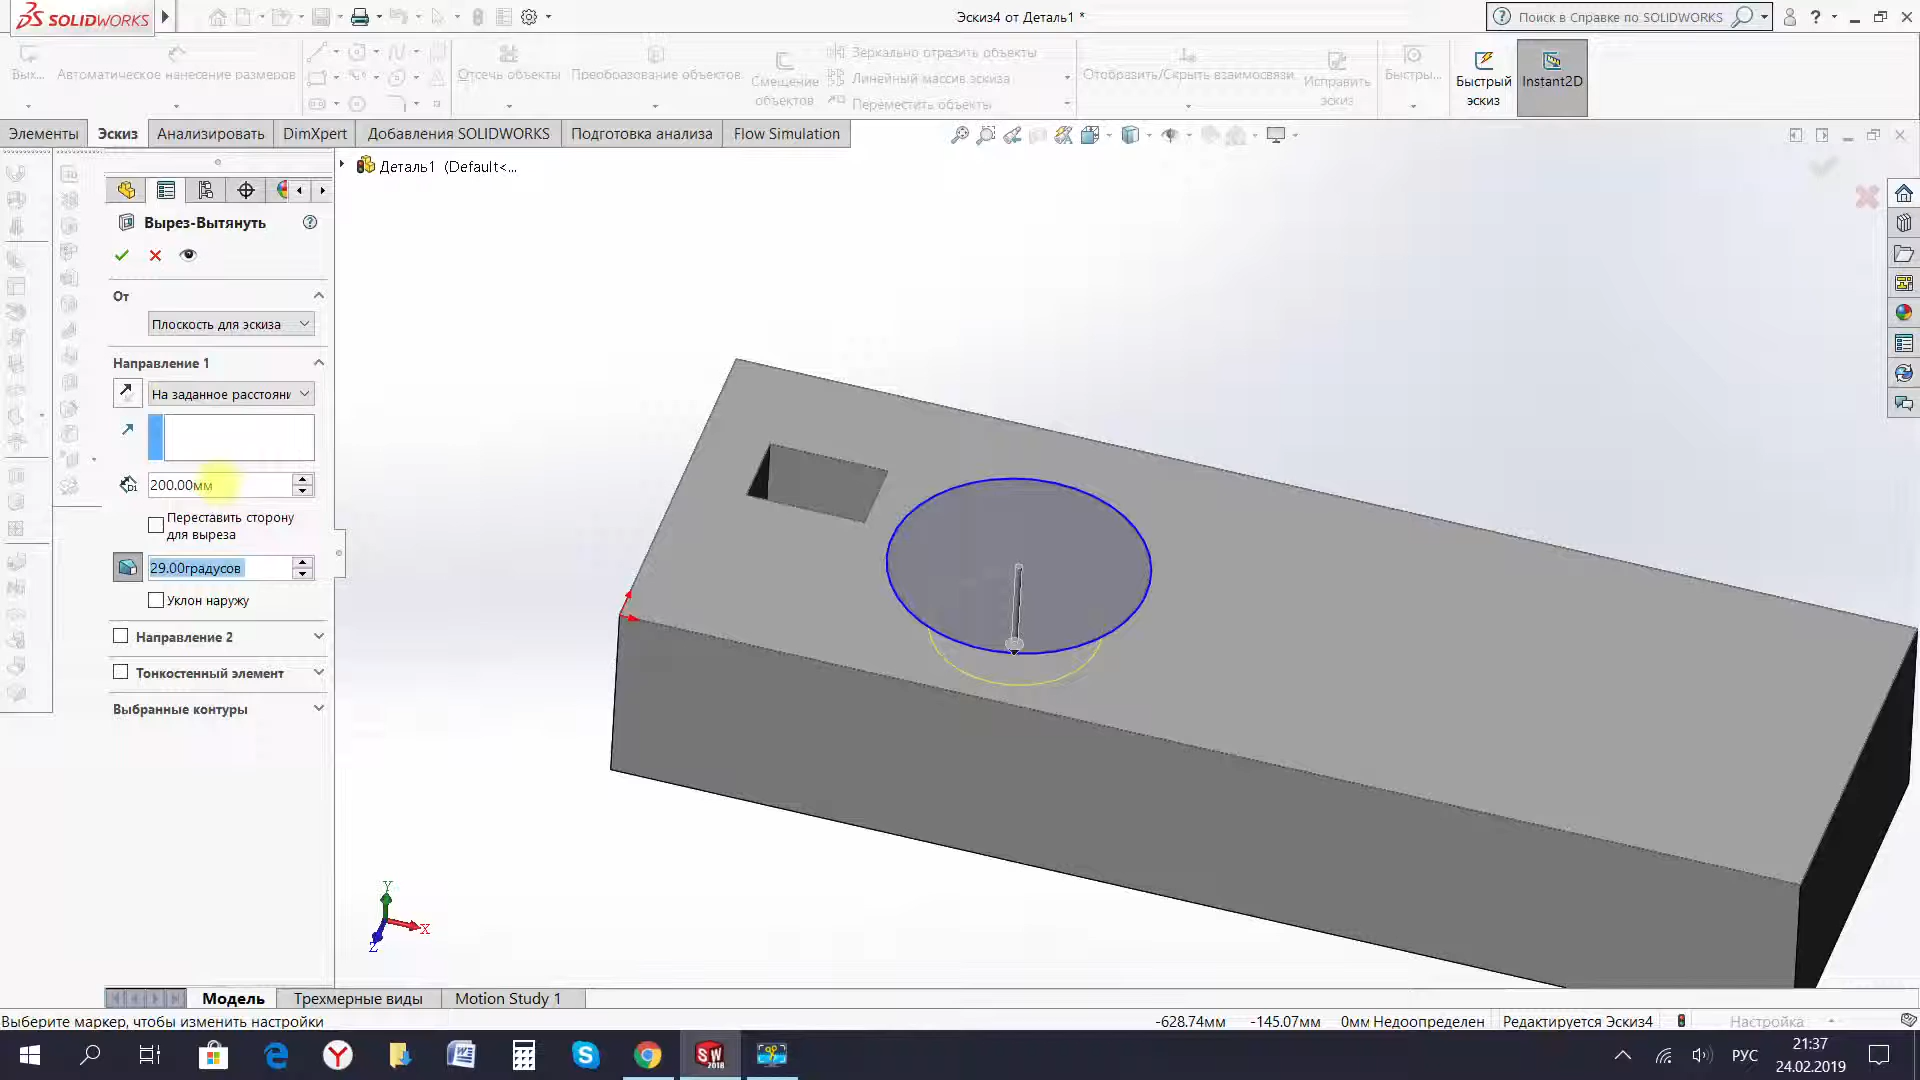 SOLIDWORKS
Эскиз4 от Деталь1 *
Поиск в Справке по SOLIDWORKS
?
Вых...
Автоматическое нанесение размеров
Отсечь объекты
Преобразование объектов
Смещение
объектов
Зеркально отразить объекты
Линейный массив эскиза
Переместить объекты
Отобразить/Скрыть взаимосвязи
Исправить
эскиз
Быстры...
Быстрый
эскиз
Instant2D
Элементы
Эскиз
Анализировать
DimXpert
Добавления SOLIDWORKS
Подготовка анализа
Flow Simulation
Деталь1 (Default<...
Вырез-Вытянуть
От
Плоскость для эскиза
Направление 1
На заданное расстояни
D1
200.00мм
Переставить сторону
для выреза
29.00градусов
Уклон наружу
Направление 2
Тонкостенный элемент
Выбранные контуры
Y
X
Z
Модель
Трехмерные виды
Motion Study 1
Выберите маркер, чтобы изменить настройки
-628.74мм
-145.07мм
0мм Недоопределен
Редактируется Эскиз4
Настройка
SW
2018
РУС
21:37
24.02.2019